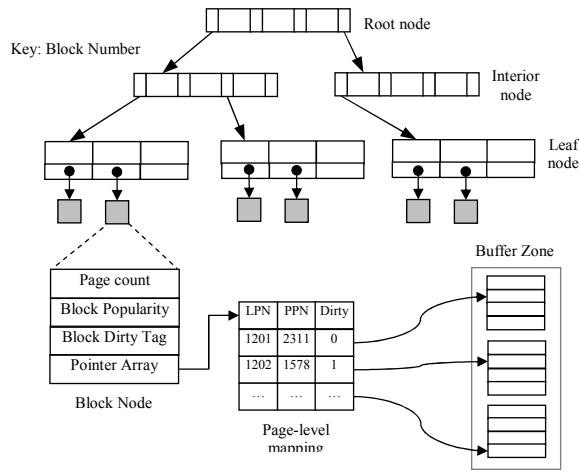 Root node
Key: Block Number
Interior
node
Leaf
node
Buffer Zone
Page count
Block Popularity
Block Dirty Tag
Pointer Array
Block Node
LPN PPN Dirty
1201 2311 0
1202 1578 1
… … …
Page-level
mapping